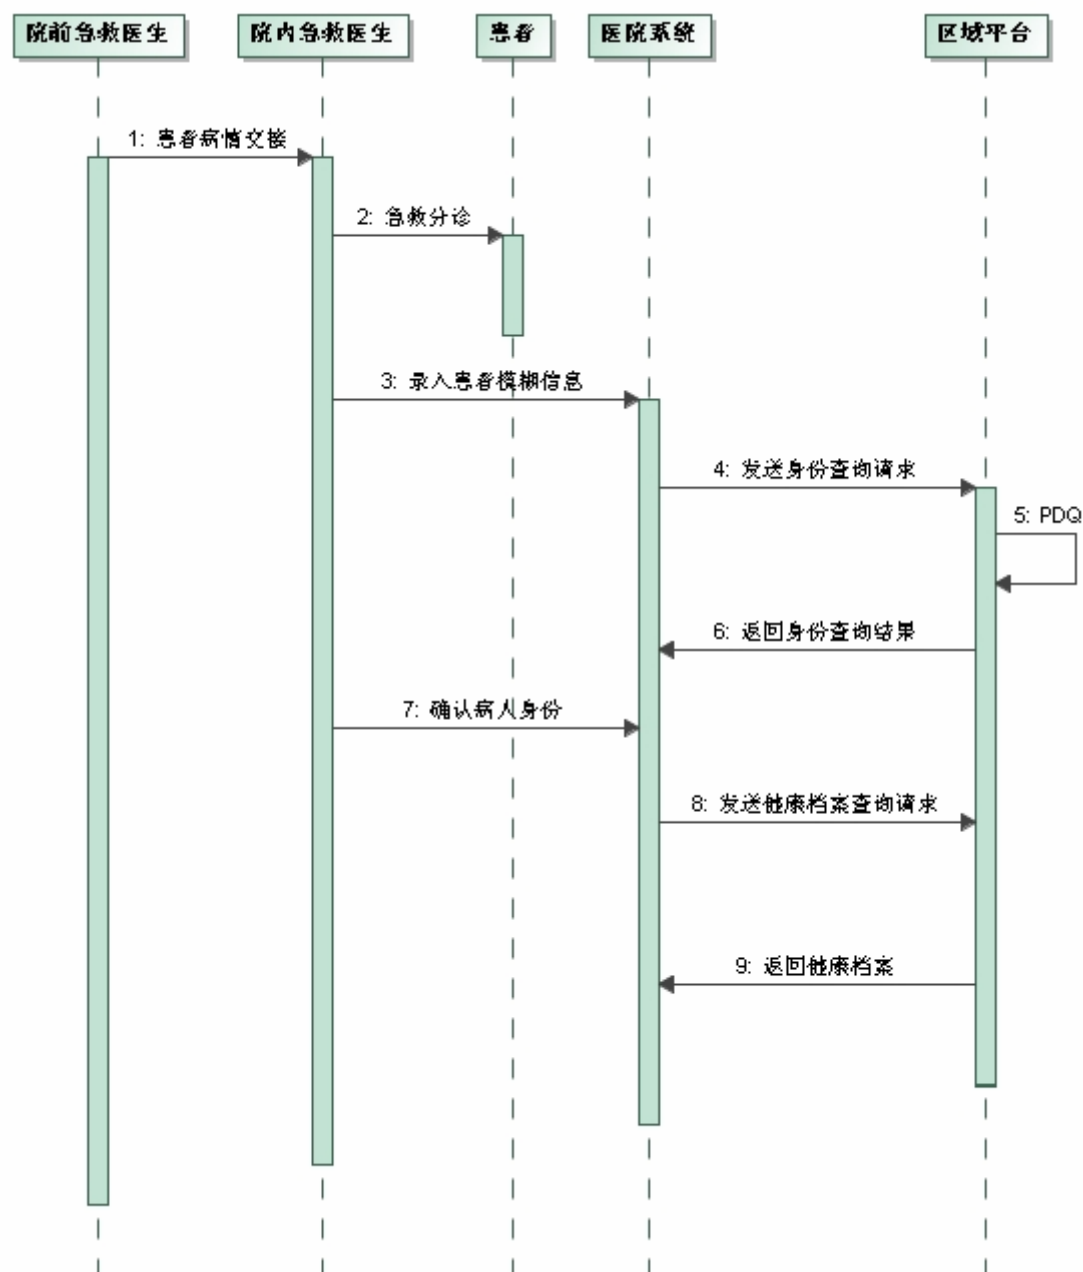 院前急救医生 院内急救医生 患者 医院系统 区域平台
1: 患者病情交接
2: 急救分诊
3: 录入患者模糊信息
4: 发送身份查询请求
5: PDQ
6: 返回身份查询结果
7: 确认病人身份
8: 发送健康档案查询请求
9: 返回健康档案